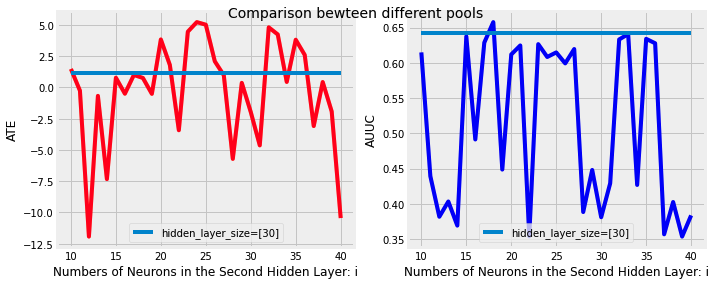 Comparison bewteen different pools
5.0
2.5
0.0
−2.5
−5.0
−7.5
−10.0
−12.5
ATE
hidden_layer_size=[30]
10 15 20 25 30 35 40
Numbers of Neurons in the Second Hidden Layer: i
0.65
0.60
0.55
0.50
0.45
0.40
0.35
AUUC
hidden_layer_size=[30]
10 15 20 25 30 35 40
Numbers of Neurons in the Second Hidden Layer: i